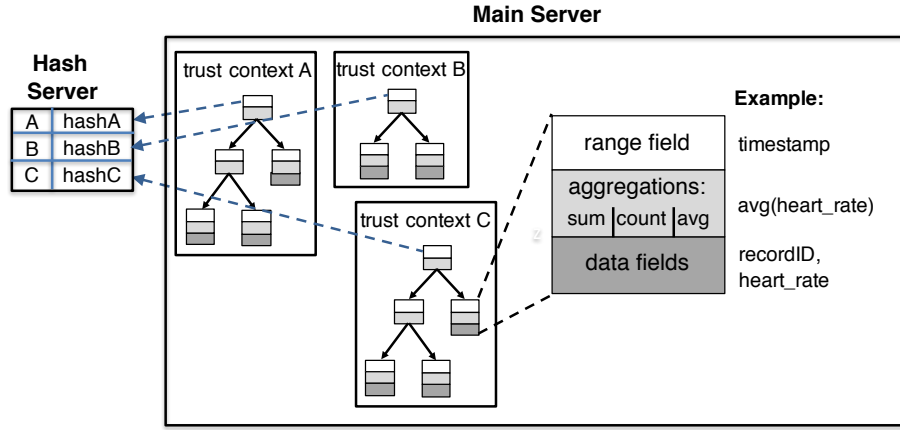 Main Server
Hash
Server
A hashA
B hashB
C hashC
trust context A
trust context B
trust context C
range field
aggregations:
sum count avg
data fields
Example:
timestamp
avg(heart_rate)
recordID,
heart_rate